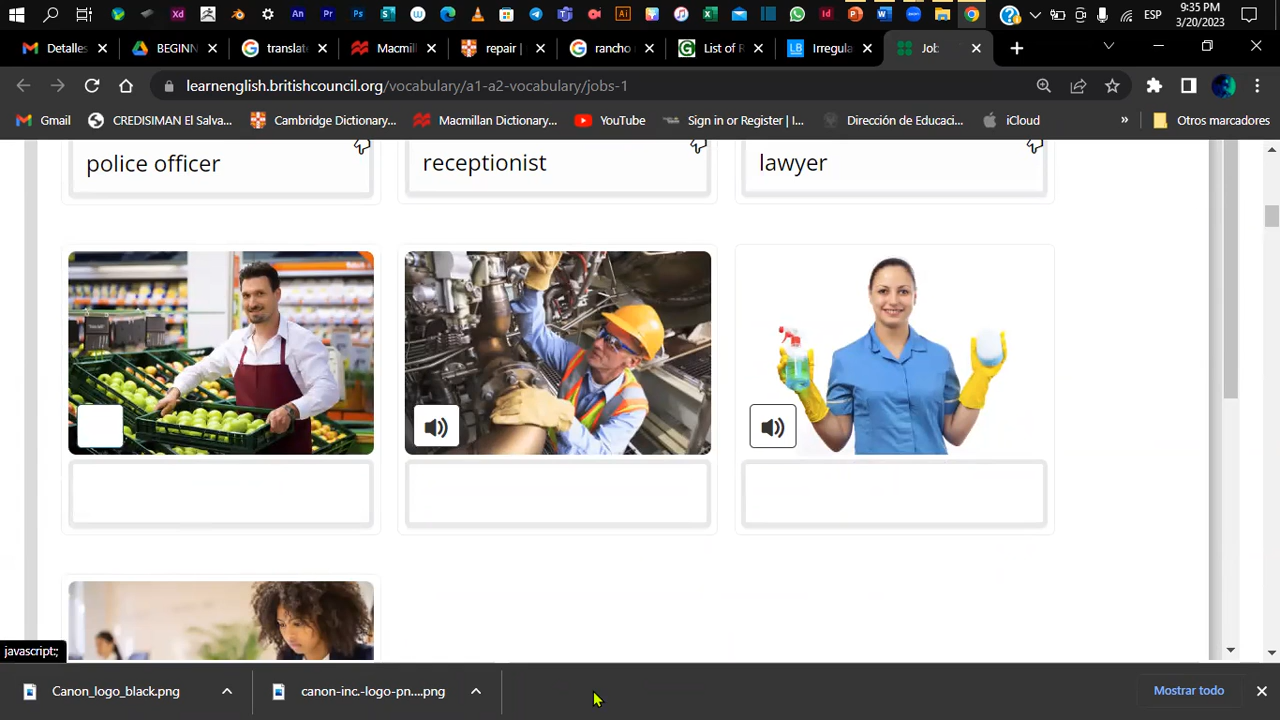 9:35 PM
ESP
3/20/2023
Detalles
BEGINN
translate
Macmill
repair |
rancho
List of R
Irregula
Job
learnenglish.britishcouncil.org/vocabulary/a1-a2-vocabulary/jobs-1
Gmail
CREDISIMAN El Salva...
Cambridge Dictionary...
Macmillan Dictionary...
YouTube
Sign in or Register | I...
Dirección de Educaci...
iCloud
»
Otros marcadores
police officer
receptionist
lawyer
javascript:;
Canon_logo_black.png
canon-inc.-logo-pn....png
Mostrar todo